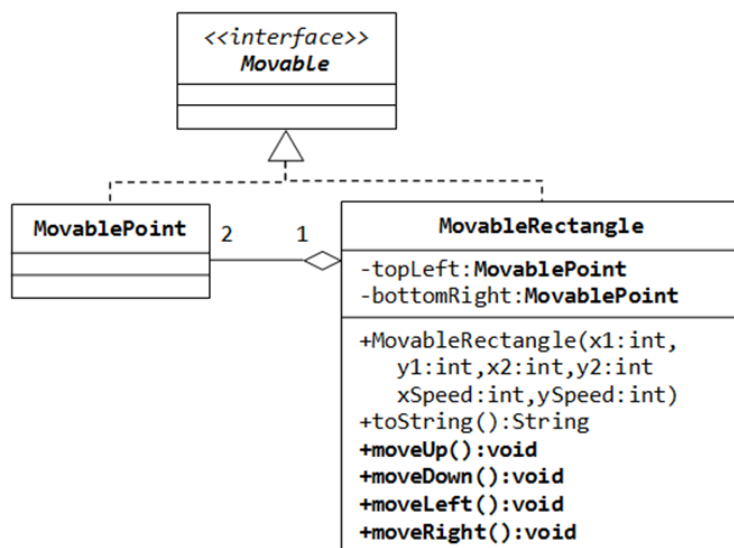 <<interface>>
Movable
MovablePoint
2
1
MovableRectangle
-topLeft:MovablePoint
-bottomRight:MovablePoint
+MovableRectangle(x1:int,
y1:int,x2:int,y2:int
xSpeed:int,ySpeed:int)
+toString():String
+moveUp():void
+moveDown():void
+moveLeft():void
+moveRight():void